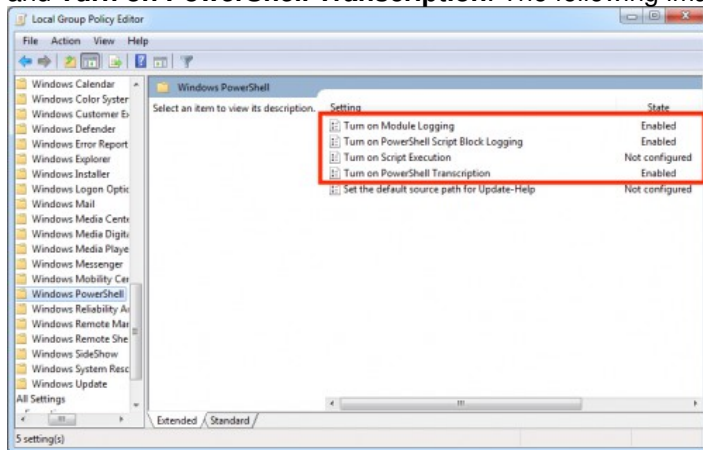 and Turn on PowerShell Transcription. The following
Local Group Policy Editor
File Action View Help
Windows Calendar
Windows Color Syster
Windows Customer Ex
Windows Defender
Windows Error Report
Windows Explorer
Windows Installer
Windows Logon Optic
Windows Mail
Windows Media Cente
Windows Media Digita
Windows Media Playe
Windows Messenger
Windows Mobility Cer
Windows PowerShell
Windows Reliability An
Windows Remote Mar
Windows Remote She
Windows SideShow
Windows System Resc
Windows Update
All Settings
Windows PowerShell
Select an item to view its description.
Setting State
Turn on Module Logging Enabled
Turn on PowerShell Script Block Logging Enabled
Turn on Script Execution Not configured
Turn on PowerShell Transcription Enabled
Set the default source path for Update-Help Not configured
Extended Standard
5 setting(s)